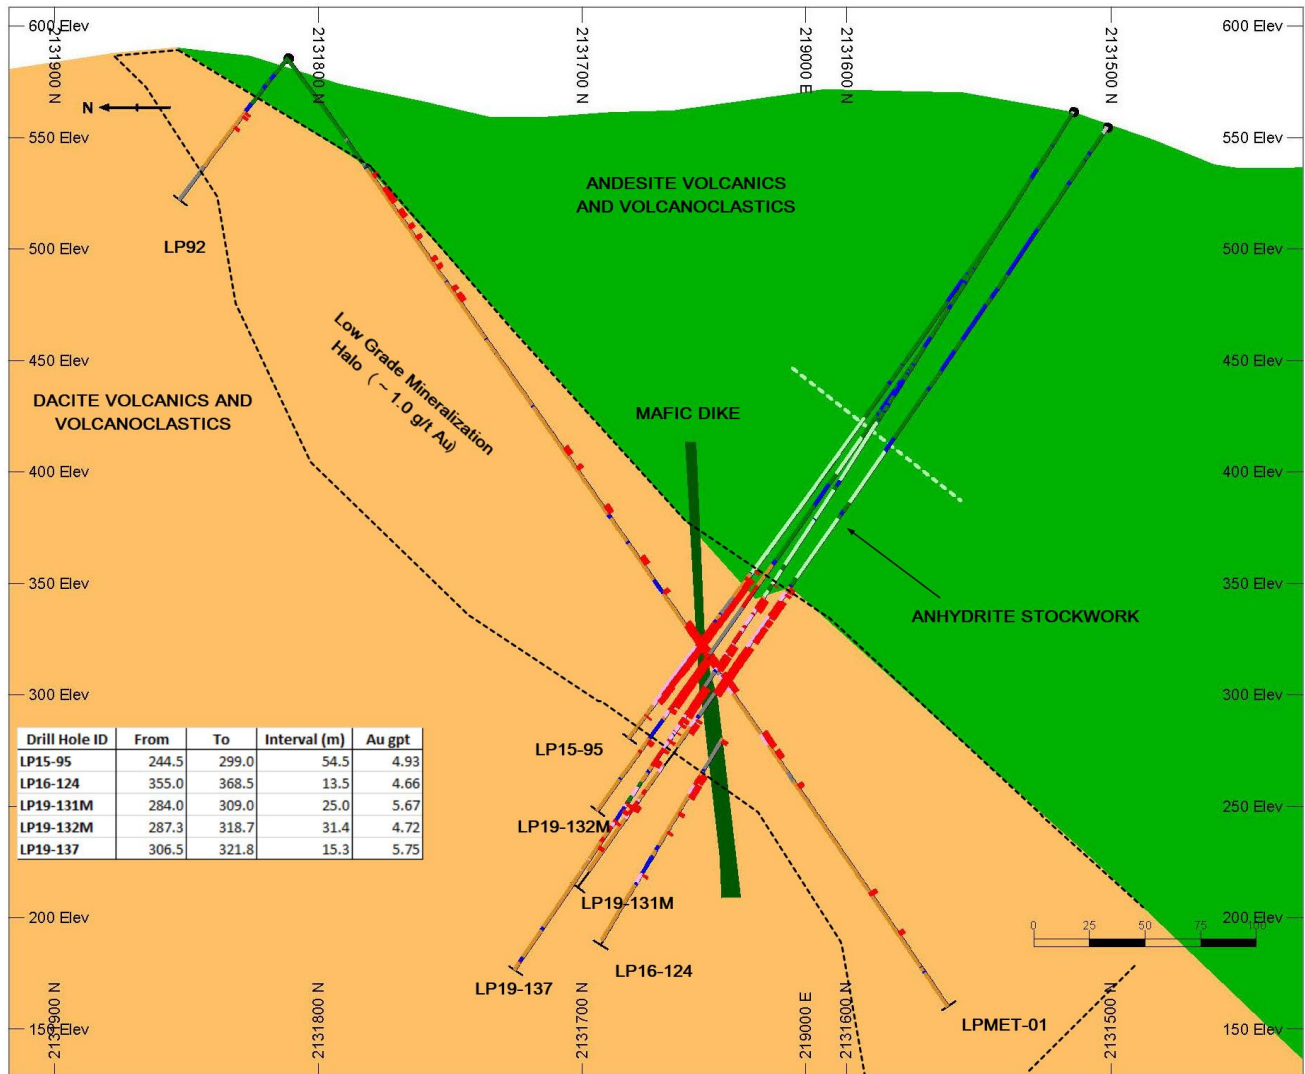 600 Elev
2131900 N
2131800 N
2131700 N
219000 E
2131600 N
2131500 N
600 Elev
N
550 Elev
550 Elev
ANDESITE VOLCANICS
AND VOLCANOCLASTICS
LP92
500 Elev
500 Elev
Low Grade Mineralization
Halo ( ~ 1.0 g/t Au)
450 Elev
450 Elev
DACITE VOLCANICS AND
VOLCANOCLASTICS
MAFIC DIKE
400 Elev
400 Elev
350 Elev
350 Elev
ANHYDRITE STOCKWORK
300 Elev
300 Elev
Drill Hole ID From To Interval (m) Au gpt
LP15-95 244.5 299.0 54.5 4.93
LP16-124 355.0 368.5 13.5 4.66
LP19-131M 284.0 309.0 25.0 5.67
LP19-132M 287.3 318.7 31.4 4.72
LP19-137 306.5 321.8 15.3 5.75
LP15-95
250 Elev
LP19-132M
LP19-131M
200 Elev
200 Elev
0 25 50 75 100
LP16-124
LP19-137
LPMET-01
150 Elev
150 Elev
2131900 N
2131800 N
2131700 N
219000 E
2131600 N
2131500 N